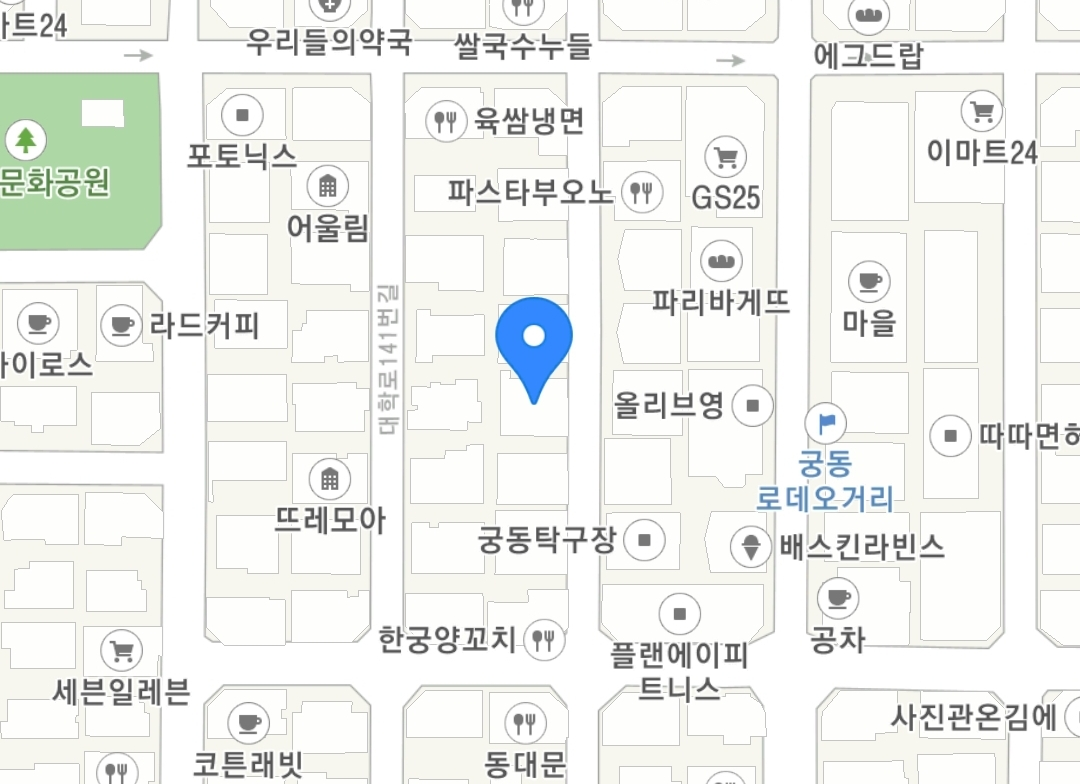 마트24
우리들의약국
쌀국수누들
에그드랍
육쌈냉면
포토닉스
이마트24
문화공원
파스타부오노
GS25
어울림
파리바게뜨
마을
라드커피
이로스
대학로141번길
올리브영
따따면
궁동
로데오거리
뜨레모아
궁동탁구장
배스킨라빈스
한궁양꼬치
플랜에이피
트니스
공차
세븐일레븐
사진관온김에
코튼래빗
동대문